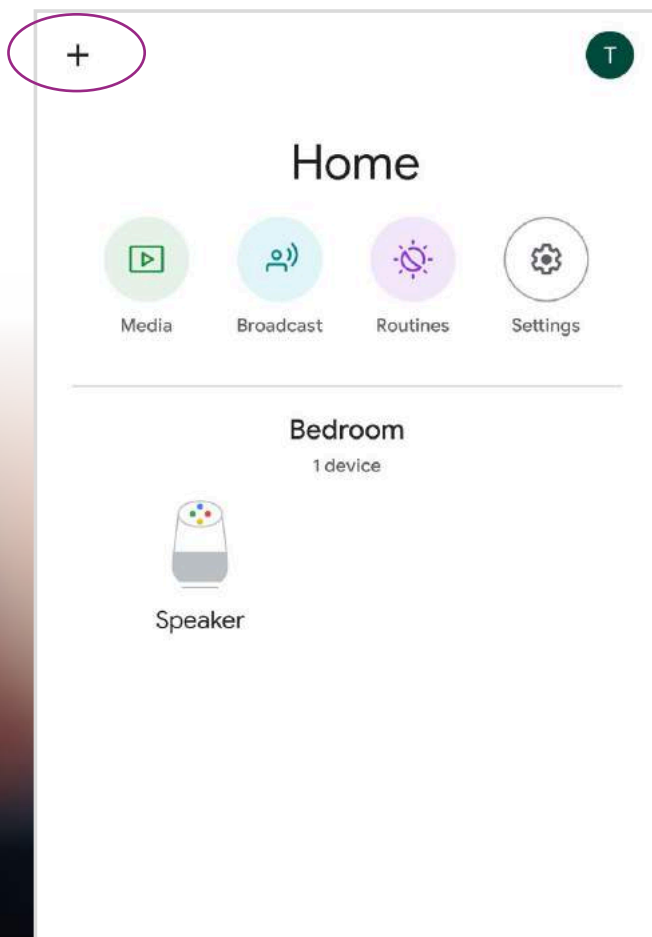 +
T
Home
Media Broadcast Routines Settings
Bedroom
1 device
Speaker